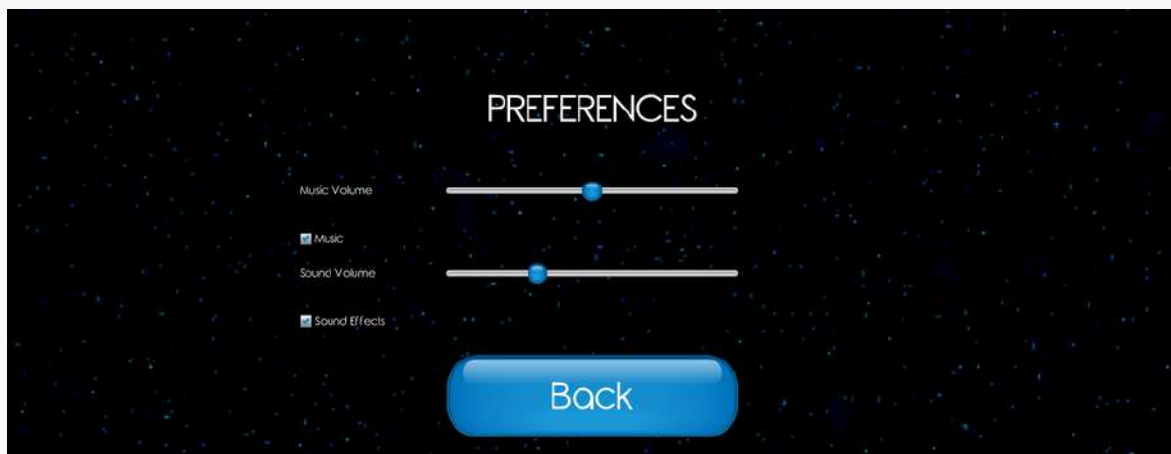 PREFERENCES
Music Volume
Music
Sound Volume
Sound Effects
Back